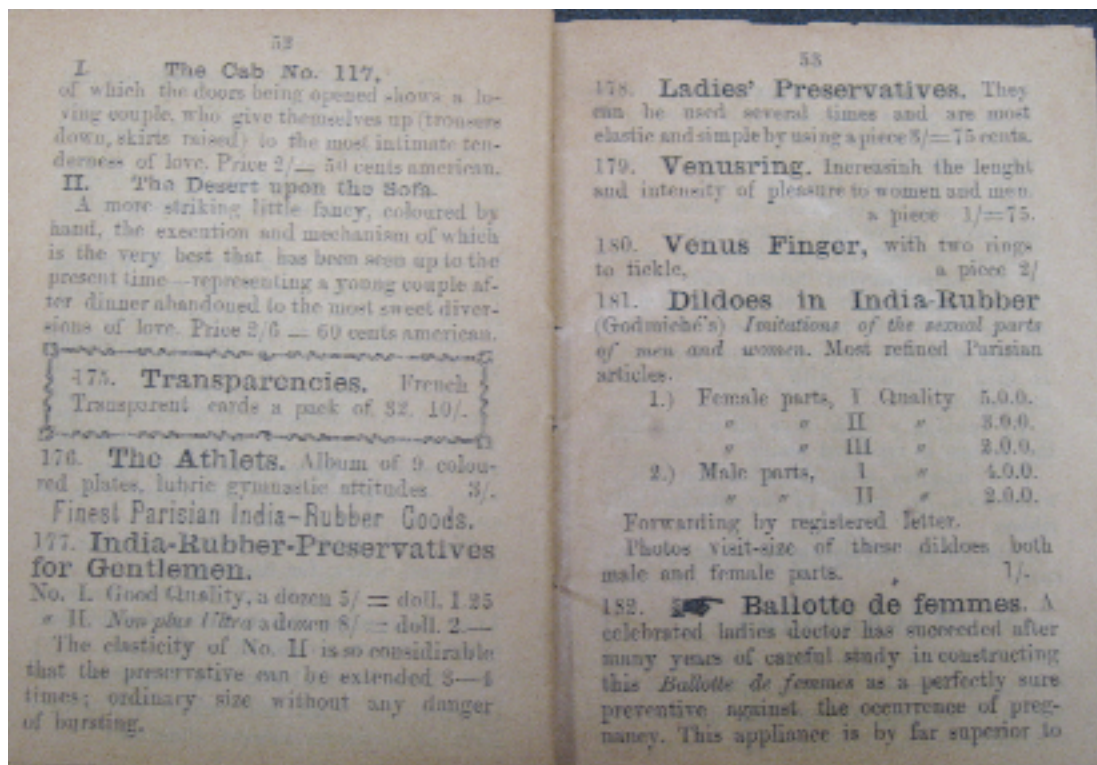 52
I. The Cab No. 117,
of which the doors being opened shows a lo-
ving couple, who give themselves up (trousers
down, skirts raised) to the most intimate ten-
derness of love. Price 2/= 50 cents american.
II. The Desert upon the Sofa.
A more striking little fancy, coloured by
hand, the execution and mechanism of which
is the very best that has been seen up to the
present time—representing a young couple af-
ter dinner abandoned to the most sweet diver-
sions of love. Price 2/6 = 60 cents american.
175. Transparencies. French
Transparent cards a pack of 32. 10/-
176. The Athlets. Album of 9 colou-
red plates, lubric gymnastic attitudes 3/.
Finest Parisian India-Rubber Goods.
177. India-Rubber-Preservatives
for Gentlemen.
No. I. Good Quality, a dozen 5/ = doll. 1.25
" II. Non plus Ultra a dozen 8/ = doll. 2.—
The elasticity of No. II is so considirable
that the preservative can be extended 3—4
times; ordinary size without any danger
of bursting.
53
178. Ladies' Preservatives. They
can be used several times and are most
elastic and simple by using a piece 3/=75 cents.
179. Venusring. Increasinh the lenght
and intensity of pleasure to women and men.
a piece 1/=75.
180. Venus Finger, with two rings
to tickle, a piece 2/
181. Dildoes in India-Rubber
(Godmiché's) Imitations of the sexual parts
of men and women. Most refined Parisian
articles.
1.) Female parts, I Quality 5.0.0.
" " II " 3.0.0.
" " III " 2.0.0.
2.) Male parts, I " 4.0.0.
" " II " 2.0.0.
Forwarding by registered letter.
Photos visit-size of these dildoes both
male and female parts. 1/-
182. Ballotte de femmes. A
celebrated ladies doctor has succeeded after
many years of careful study in constructing
this Ballotte de femmes as a perfectly sure
preventive against the occurrence of preg-
nancy. This appliance is by far superior to